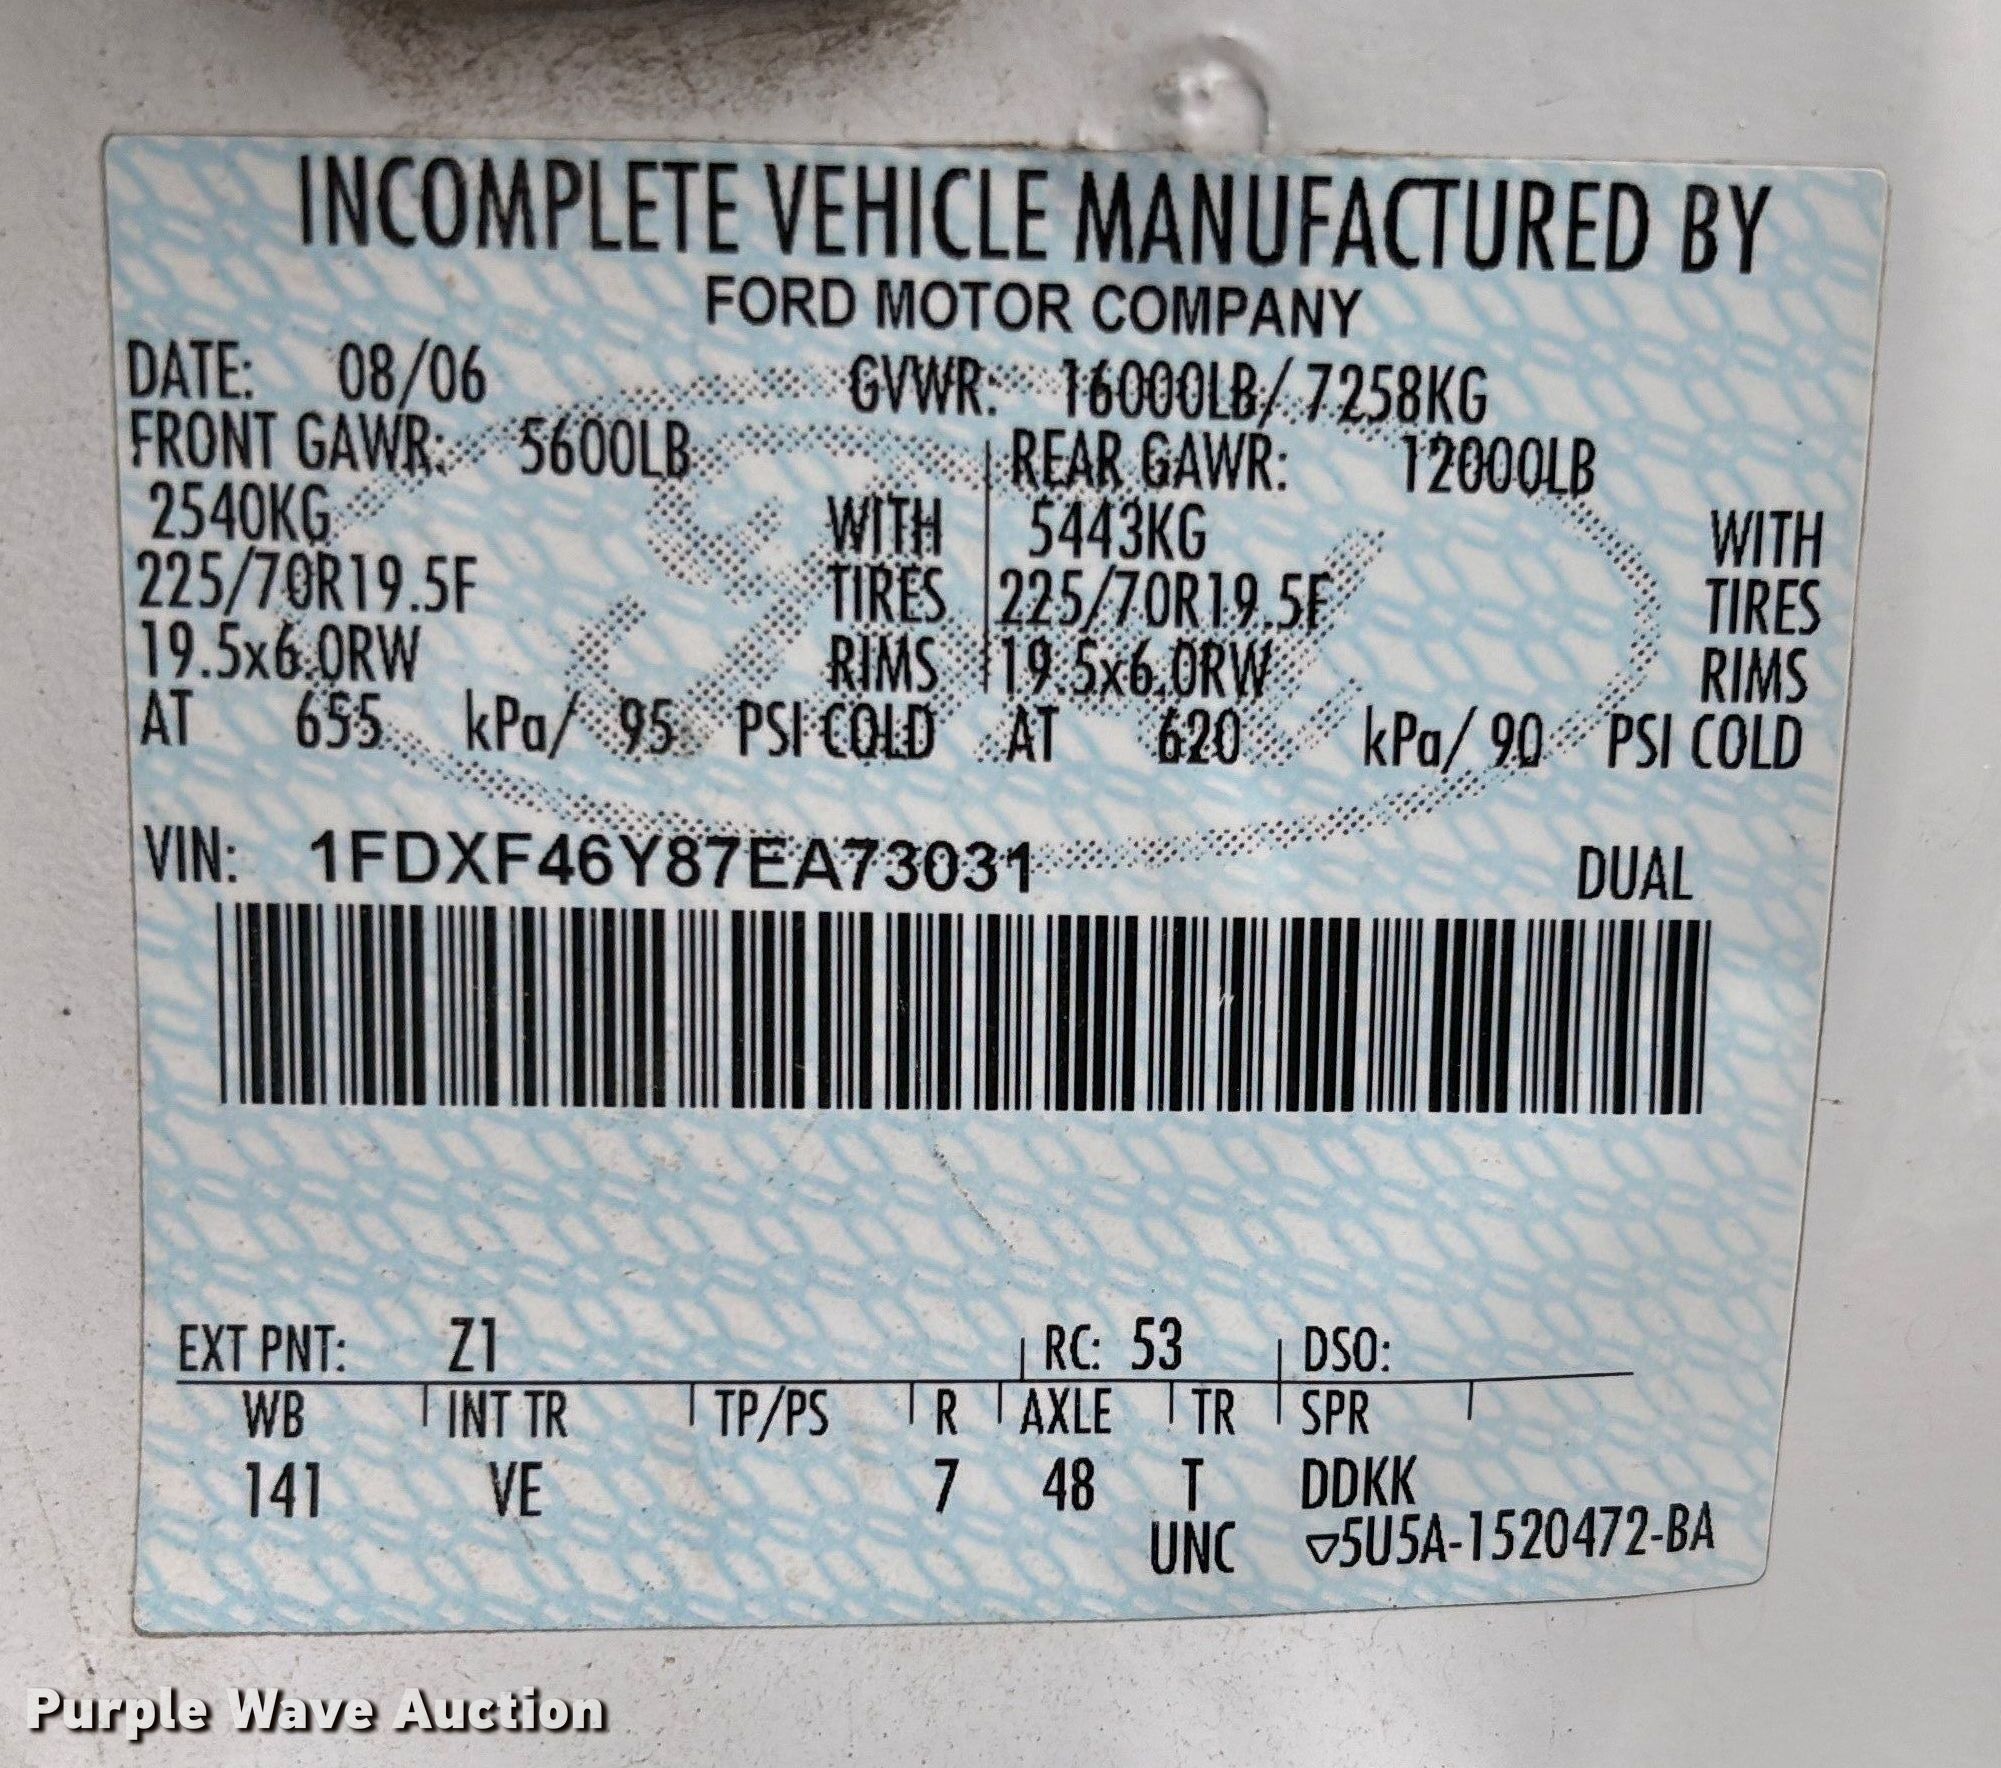 INCOMPLETE VEHICLE MANUFACTURED BY
FORD MOTOR COMPANY
DATE: 08/06 GVWR: 16000LB/ 7258KG
FRONT GAWR: 5600LB REAR GAWR: 12000LB
2540KG WITH 5443KG WITH
225/70R19.5F TIRES 225/70R19.5F TIRES
19.5x6.0RW RIMS 19.5x6.0RW RIMS
AT 655 kPa/ 95 PSI COLD AT 620 kPa/ 90 PSI COLD
VIN: 1FDXF46Y87EA73031 DUAL
EXT PNT: Z1 RC: 53 DSO:
WB INT TR TP/PS R AXLE TR SPR
141 VE 7 48 T DDKK
UNC ▽5U5A-1520472-BA
Purple Wave Auction